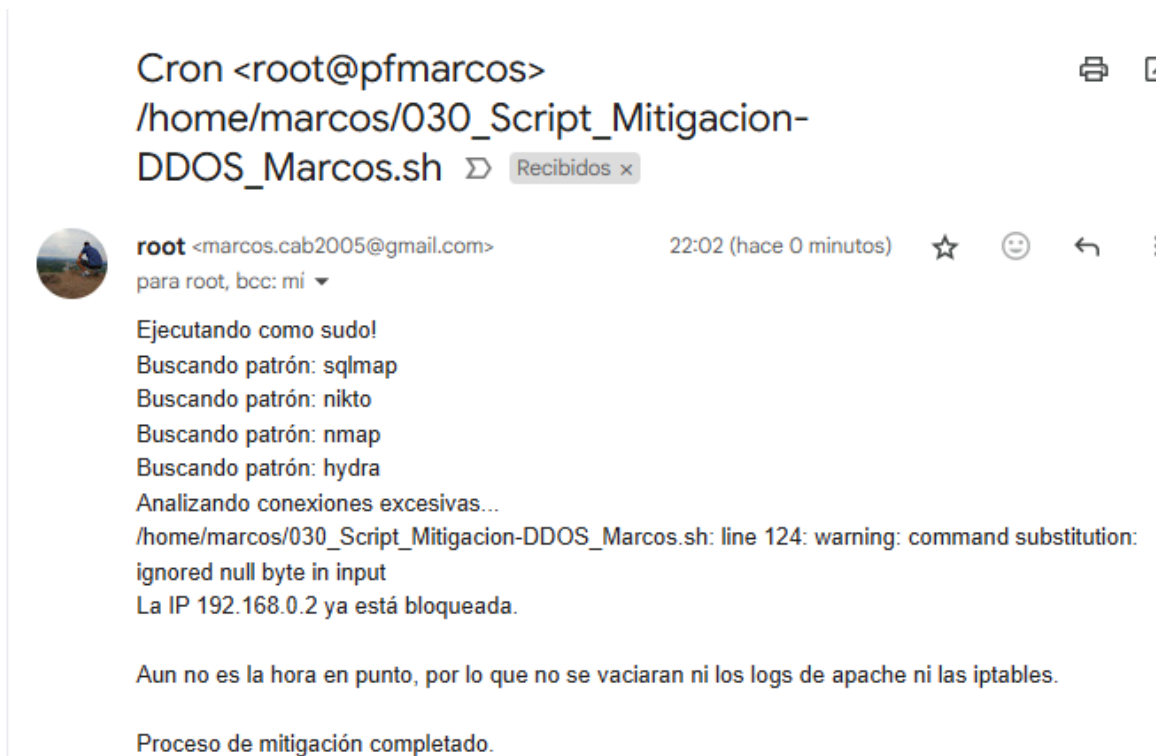 Cron <root@pfmarcos>
/home/marcos/030_Script_Mitigacion-
DDOS_Marcos.sh Recibidos x
root <marcos.cab2005@gmail.com> 22:02 (hace 0 minutos)
para root, bcc: mí
Ejecutando como sudo!
Buscando patrón: sqlmap
Buscando patrón: nikto
Buscando patrón: nmap
Buscando patrón: hydra
Analizando conexiones excesivas...
/home/marcos/030_Script_Mitigacion-DDOS_Marcos.sh: line 124: warning: command substitution:
ignored null byte in input
La IP 192.168.0.2 ya está bloqueada.
Aun no es la hora en punto, por lo que no se vaciaran ni los logs de apache ni las iptables.
Proceso de mitigación completado.